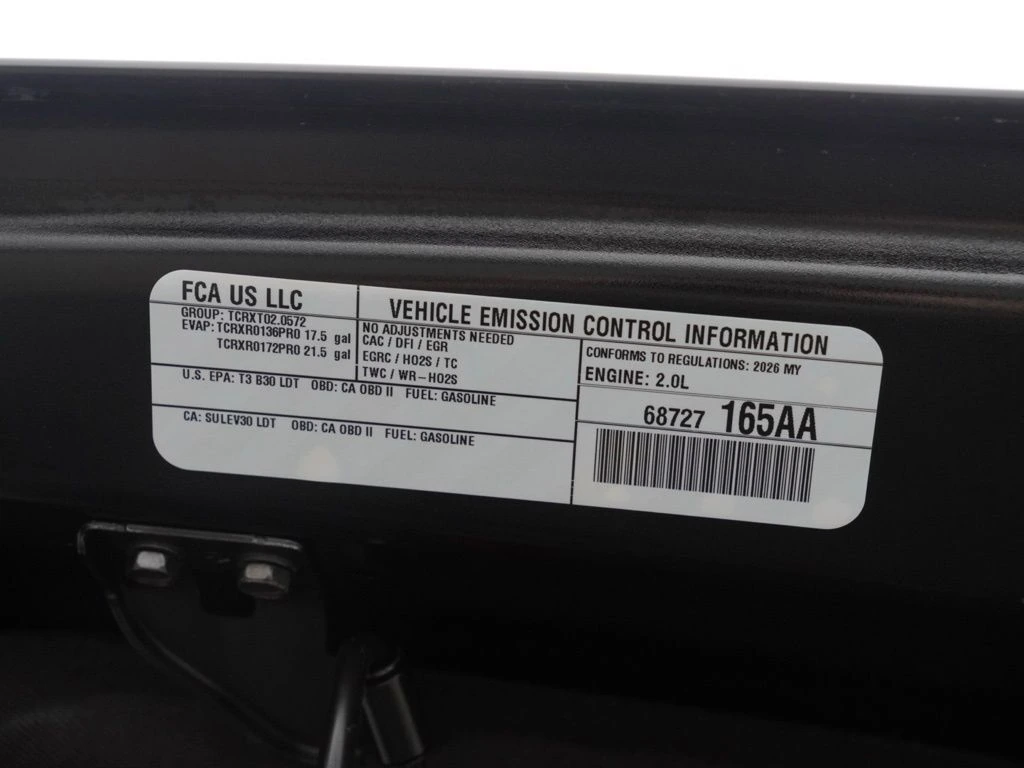 FCA US LLC
GROUP: TCRXT02.0572
EVAP: TCRXR0136PR0 17.5 gal
TCRXR0172PR0 21.5 gal
VEHICLE EMISSION CONTROL INFORMATION
NO ADJUSTMENTS NEEDED
CAC / DFI / EGR
EGRC / HO2S / TC
TWC / WR-HO2S
CONFORMS TO REGULATIONS: 2026 MY
ENGINE: 2.0L
U.S. EPA: T3 B30 LDT OBD: CA OBD II FUEL: GASOLINE
CA: SULEV30 LDT OBD: CA OBD II FUEL: GASOLINE
68727 165AA